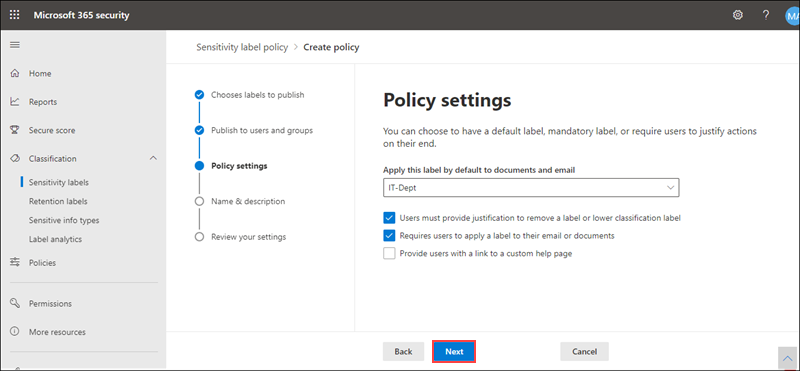 Microsoft 365 security
?
MA
Sensitivity label policy > Create policy
Home
Reports
Secure score
Classification
Sensitivity labels
Retention labels
Sensitive info types
Label analytics
Policies
Permissions
More resources
Chooses labels to publish
Publish to users and groups
Policy settings
Name & description
Review your settings
Policy settings
You can choose to have a default label, mandatory label, or require users to justify actions
on their end.
Apply this label by default to documents and email
IT-Dept
Users must provide justification to remove a label or lower classification label
Requires users to apply a label to their email or documents
Provide users with a link to a custom help page
Back
Next
Cancel